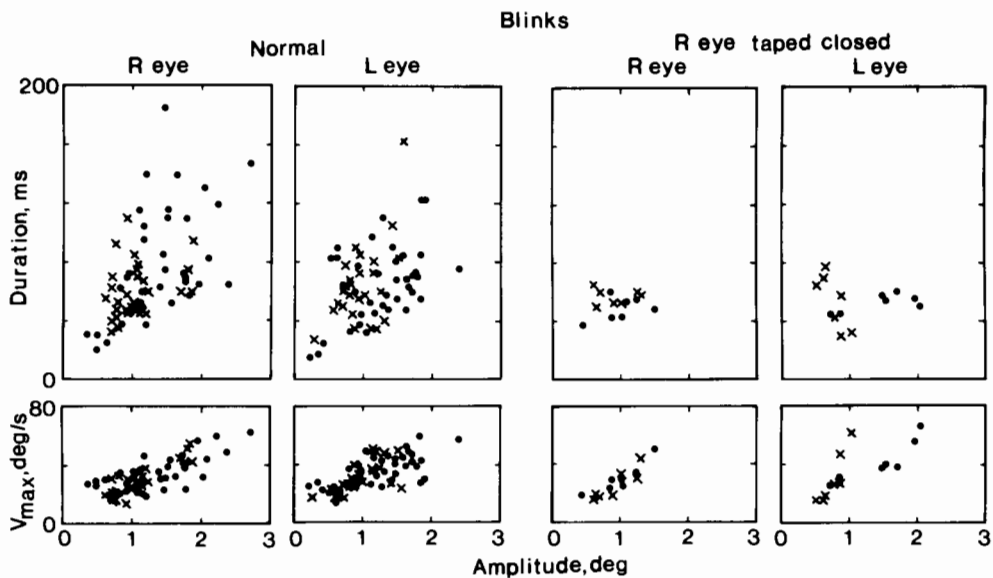 Blinks
Normal
R eye taped closed
R eye
L eye
R eye
L eye
200
Duration, ms
0
80
Vmax, deg/s
0
0 1 2 3
0 1 2 3
0 1 2 3
0 1 2 3
Amplitude, deg